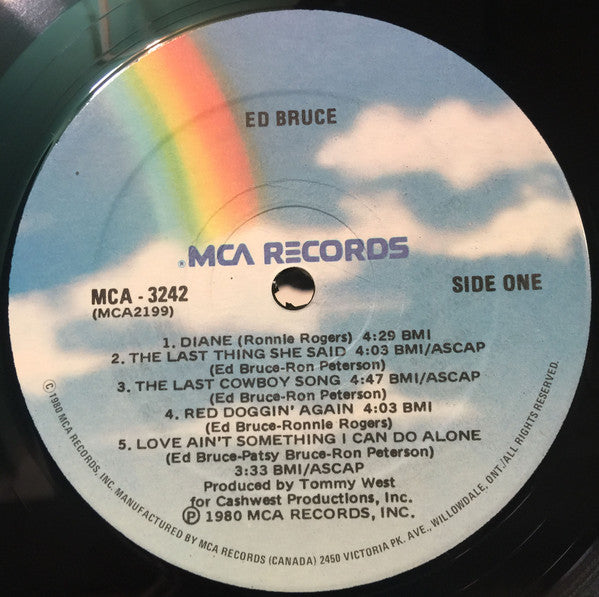 ED BRUCE
®MCA RECORDS
MCA - 3242
(MCA2199)
SIDE ONE
1. DIANE (Ronnie Rogers) 4:29 BMI
2. THE LAST THING SHE SAID 4:03 BMI/ASCAP
(Ed Bruce-Ron Peterson)
3. THE LAST COWBOY SONG 4:47 BMI/ASCAP
(Ed Bruce-Ron Peterson)
4. RED DOGGIN' AGAIN 4:03 BMI
(Ed Bruce-Ronnie Rogers)
5. LOVE AIN'T SOMETHING I CAN DO ALONE
(Ed Bruce-Patsy Bruce-Ron Peterson)
3:33 BMI/ASCAP
Produced by Tommy West
for Cashwest Productions, Inc.
℗ 1980 MCA RECORDS, INC.
© 1980 MCA RECORDS, INC. MANUFACTURED BY MCA RECORDS (CANADA) 2450 VICTORIA PK. AVE., WILLOWDALE, ONT./ALL RIGHTS RESERVED.